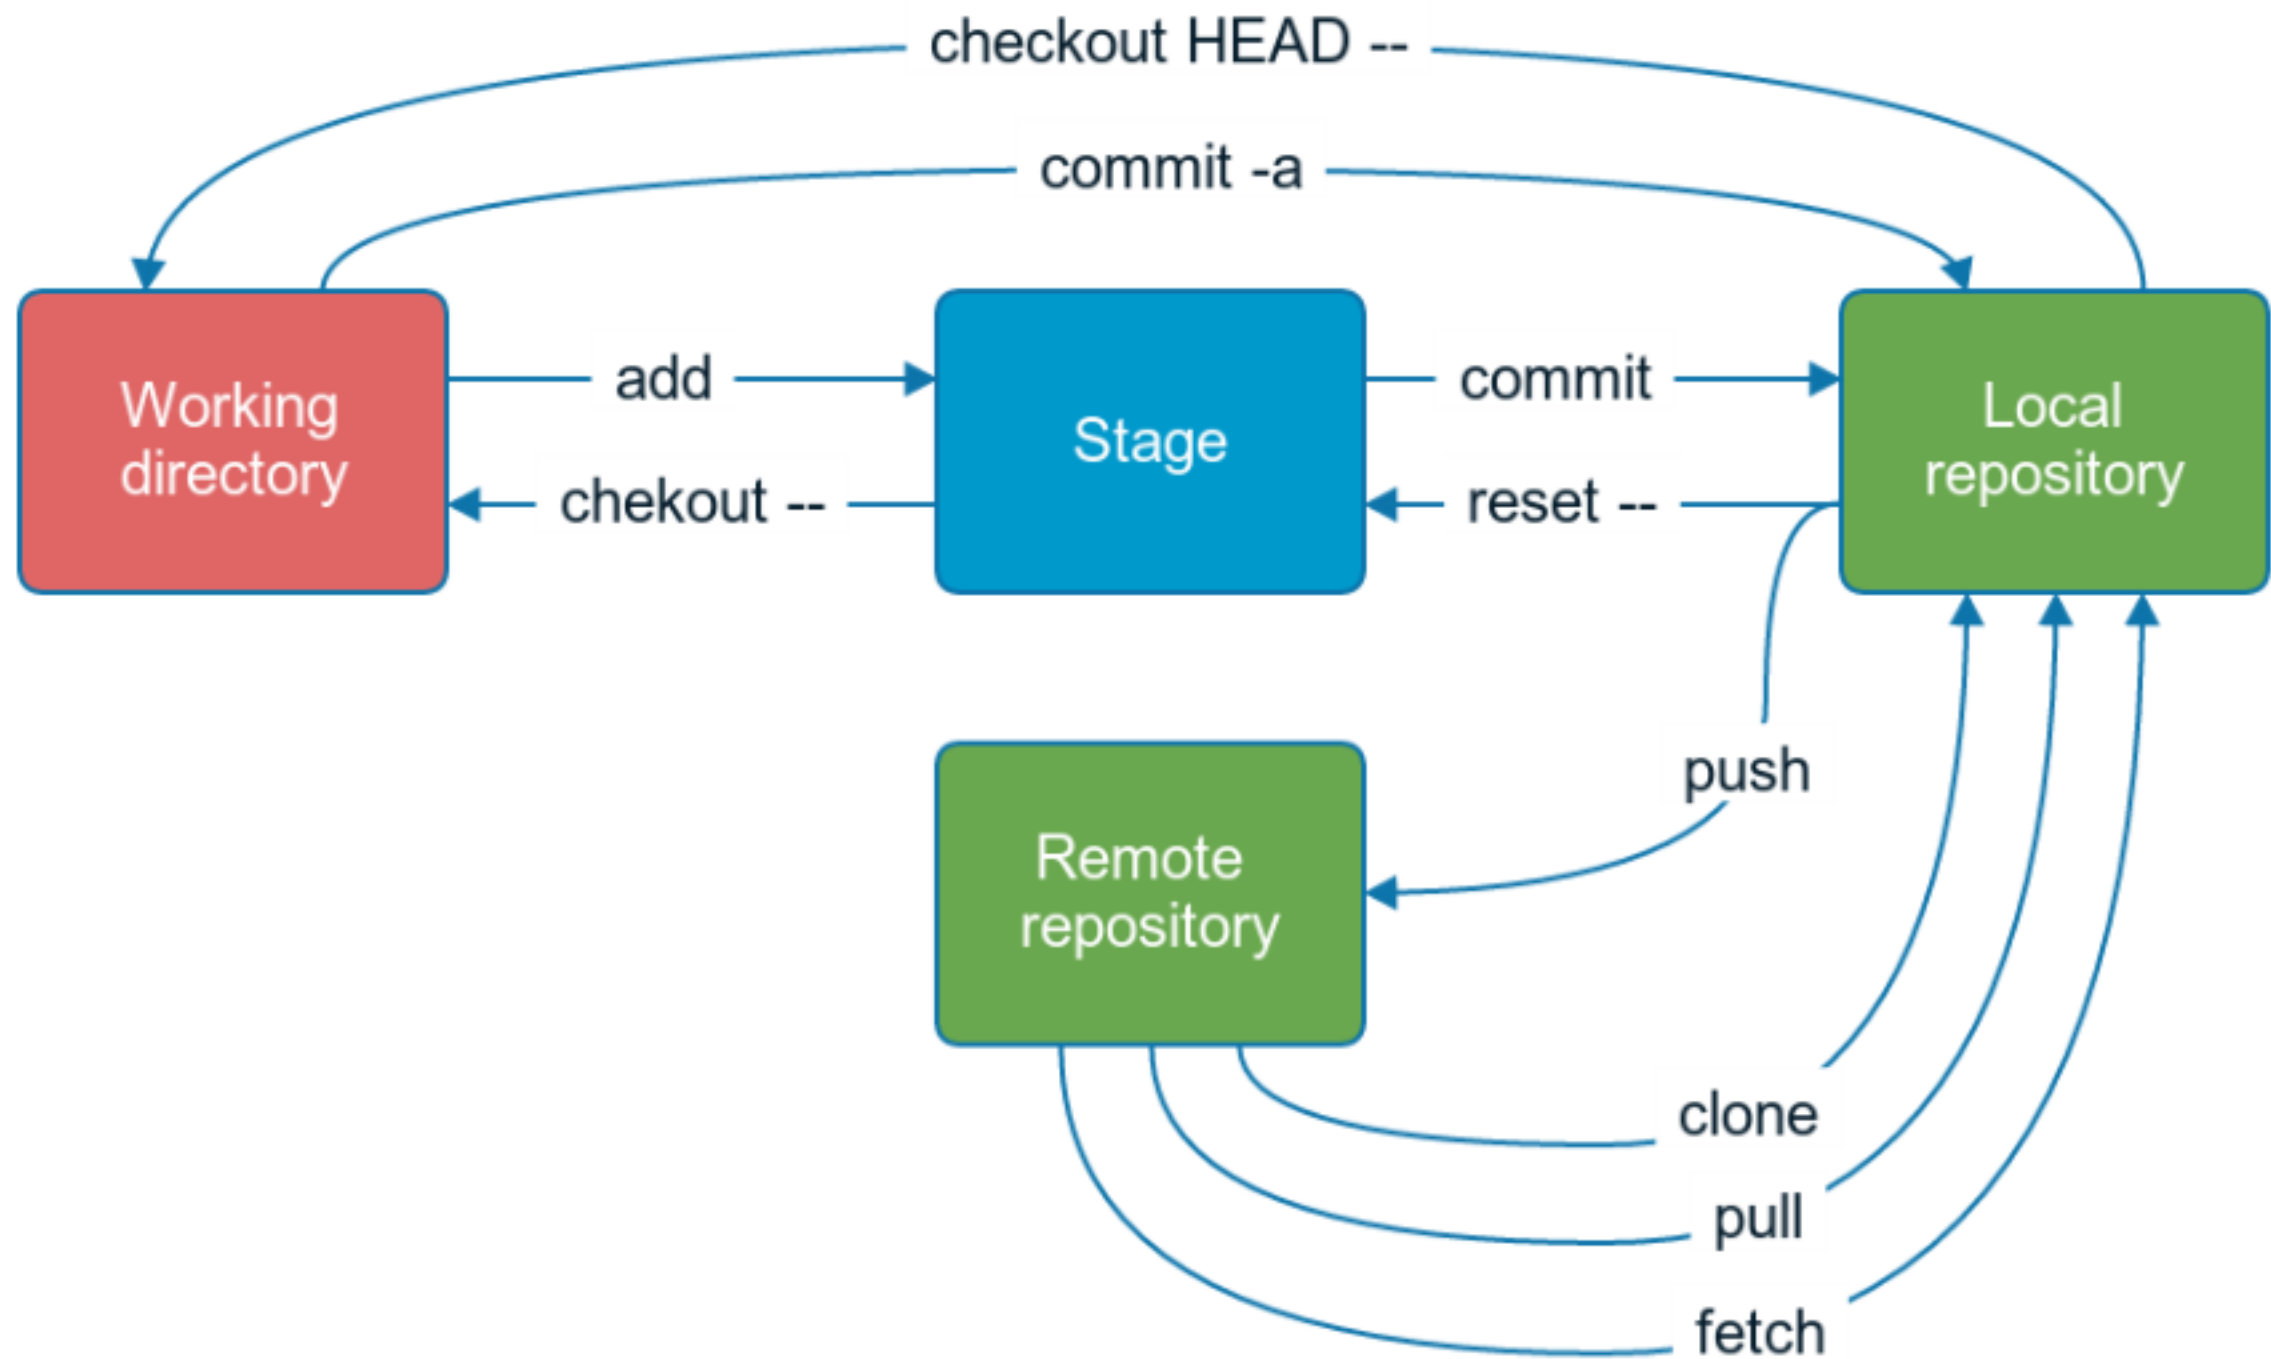 checkout HEAD --
commit -a
Working
directory
add
chekout --
Stage
commit
reset --
Local
repository
push
Remote
repository
clone
pull
fetch